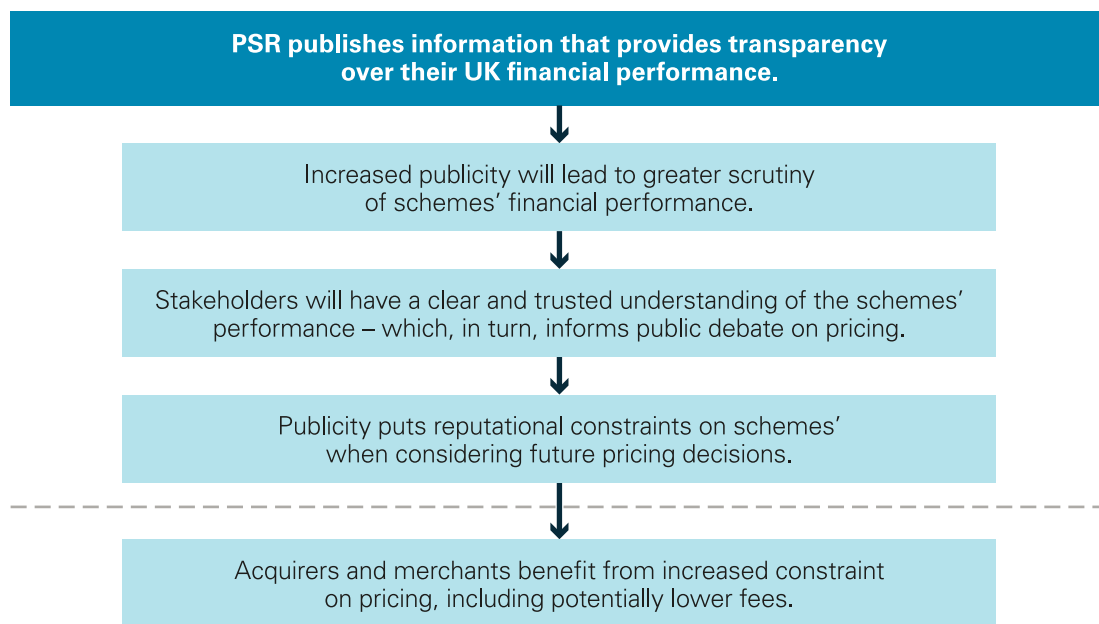 PSR publishes information that provides transparency
over their UK financial performance.
Increased publicity will lead to greater scrutiny
of schemes’ financial performance.
Stakeholders will have a clear and trusted understanding of the schemes’
performance – which, in turn, informs public debate on pricing.
Publicity puts reputational constraints on schemes’
when considering future pricing decisions.
Acquirers and merchants benefit from increased constraint
on pricing, including potentially lower fees.